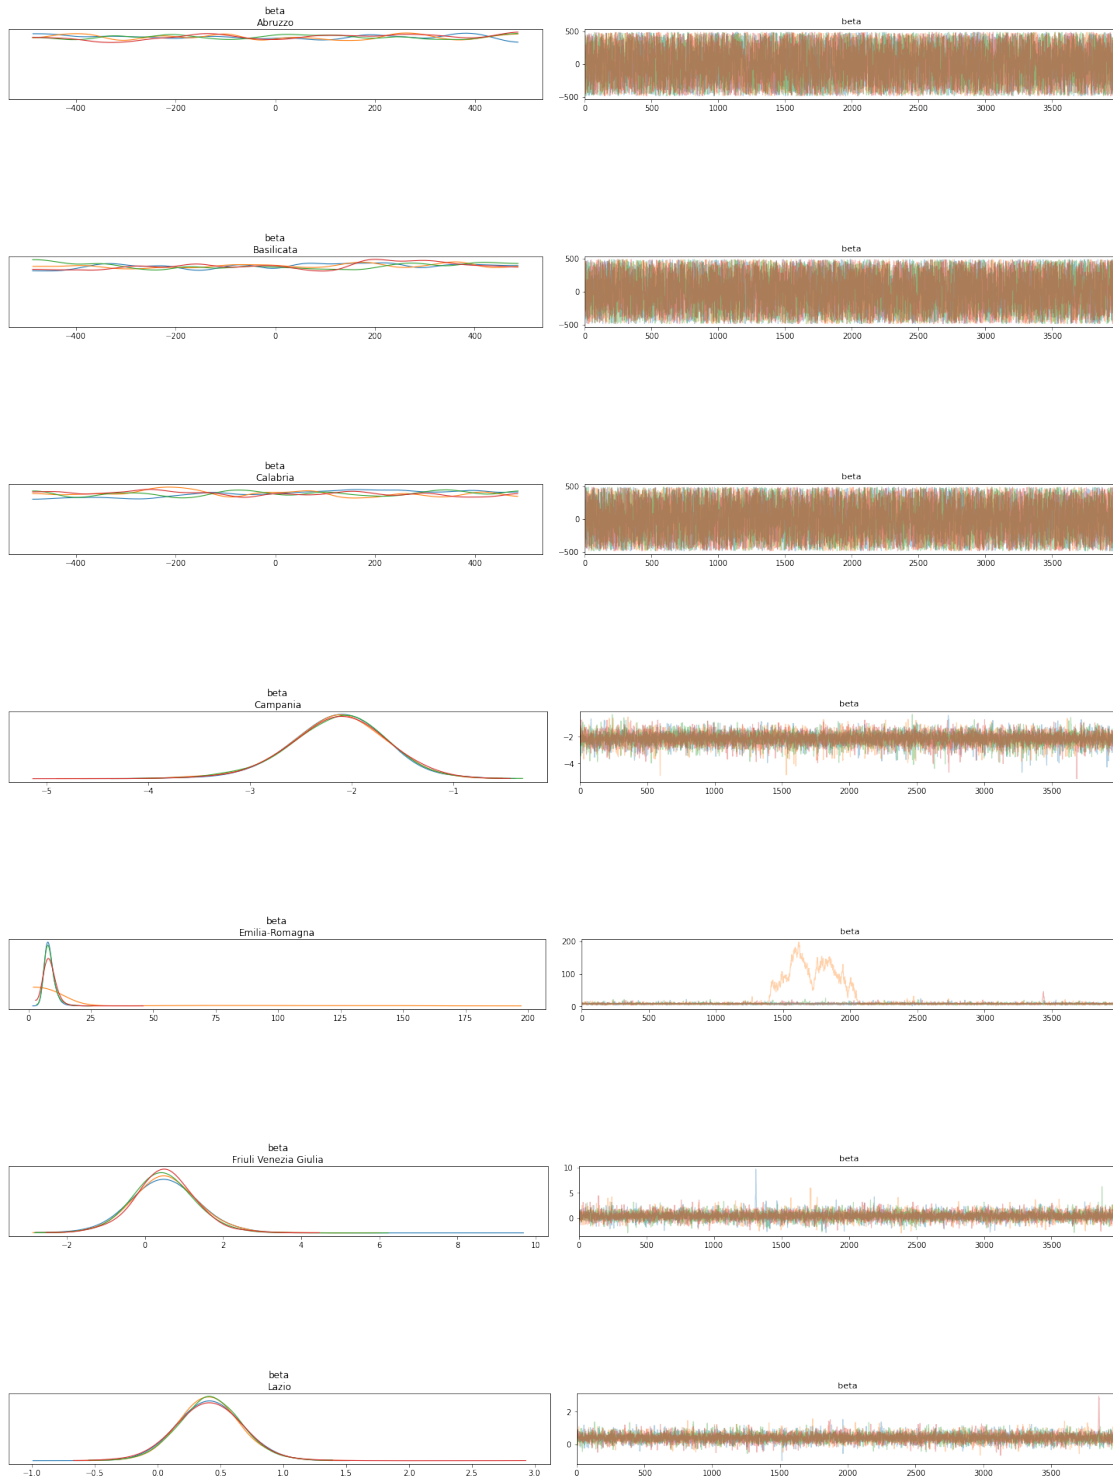 beta
Abruzzo
−400 −200 0 200 400
beta
500
0
−500
0 500 1000 1500 2000 2500 3000 3500
beta
Basilicata
−400 −200 0 200 400
beta
500
0
−500
0 500 1000 1500 2000 2500 3000 3500
beta
Calabria
−400 −200 0 200 400
beta
500
0
−500
0 500 1000 1500 2000 2500 3000 3500
beta
Campania
−5 −4 −3 −2 −1
beta
−2
−4
0 500 1000 1500 2000 2500 3000 3500
beta
Emilia-Romagna
0 25 50 75 100 125 150 175 200
beta
200
100
0
0 500 1000 1500 2000 2500 3000 3500
beta
Friuli Venezia Giulia
−2 0 2 4 6 8 10
beta
10
5
0
0 500 1000 1500 2000 2500 3000 3500
beta
Lazio
−1.0 −0.5 0.0 0.5 1.0 1.5 2.0 2.5 3.0
beta
2
0
0 500 1000 1500 2000 2500 3000 3500